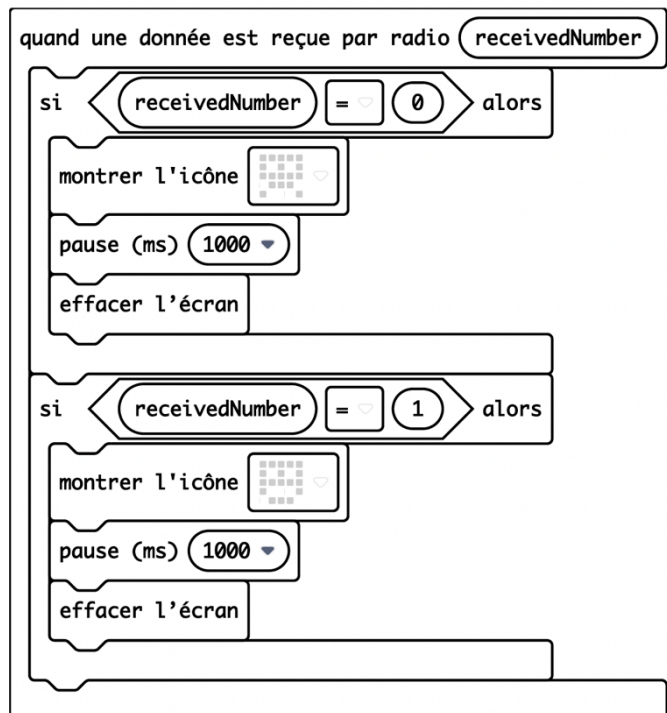 quand une donnée est reçue par radio receivedNumber
si receivedNumber = 0 alors
montrer l'icône
pause (ms) 1000
effacer l’écran
si receivedNumber = 1 alors
montrer l'icône
pause (ms) 1000
effacer l’écran